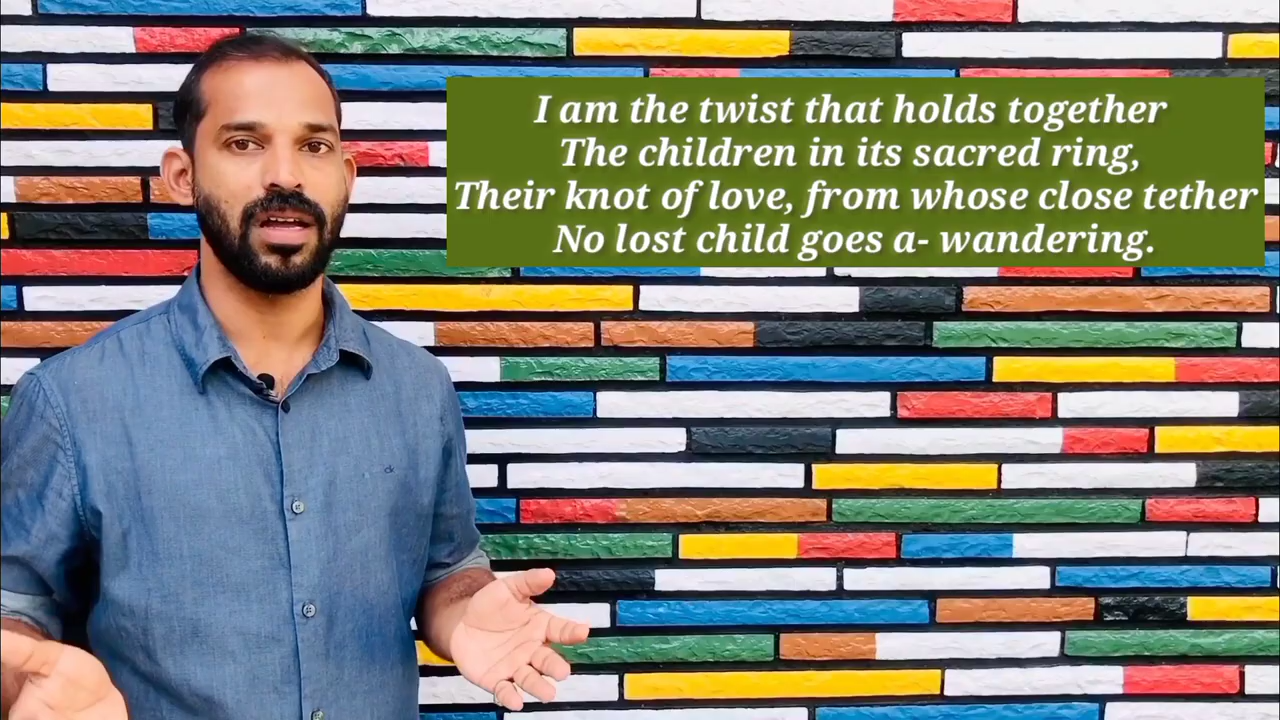 I am the twist that holds together
The children in its sacred ring,
Their knot of love, from whose close tether
No lost child goes a- wandering.